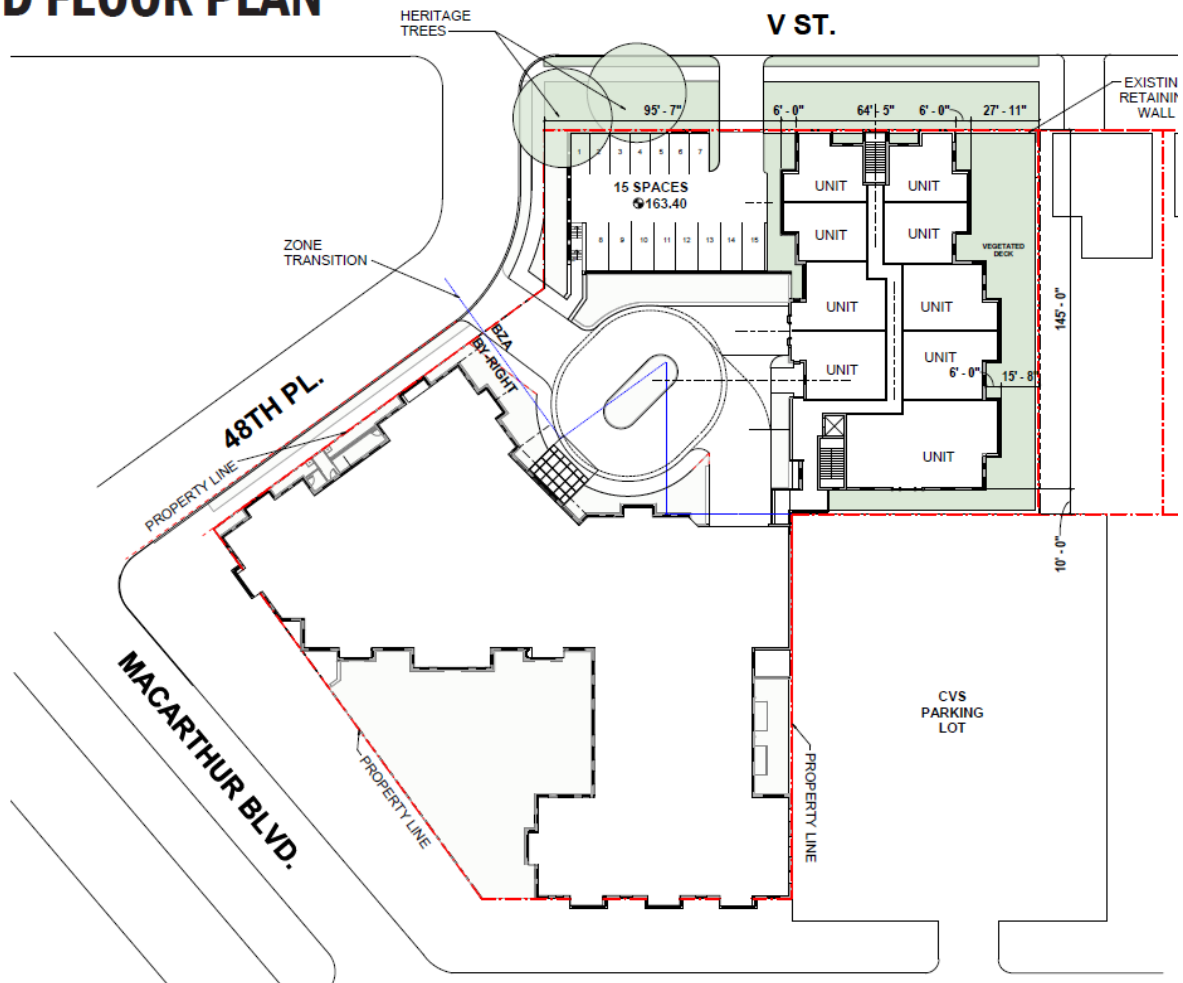 D FLOOR PLAN
HERITAGE
TREES
V ST.
EXISTIN
RETAININ
WALL
95' - 7"
6' - 0"
64' - 5"
6' - 0"
27' - 11"
1 2 3 4 5 6 7
15 SPACES
163.40
8 9 10 11 12 13 14 15
UNIT
UNIT
UNIT
UNIT
VEGETATED
DECK
ZONE
TRANSITION
UNIT
UNIT
145' - 0"
BZA
BY-RIGHT
UNIT
UNIT
6' - 0"
15' - 8"
48TH PL.
PROPERTY LINE
UNIT
10' - 0"
MACARTHUR BLVD.
PROPERTY LINE
PROPERTY LINE
CVS
PARKING
LOT